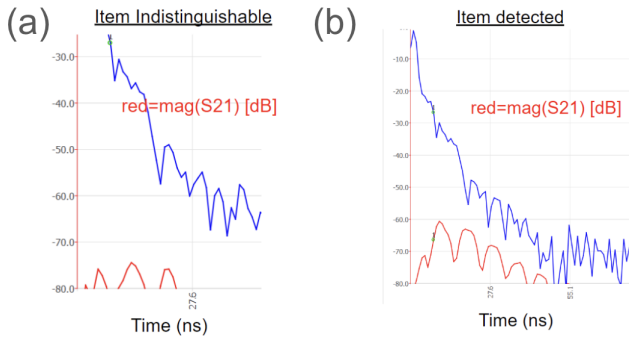 (a)
Item Indistinguishable
-30.0
-40.0
-50.0
-60.0
-70.0
-80.0
red=mag(S21) [dB]
1
27.6
Time (ns)
(b)
Item detected
-10.0
-20.0
-30.0
-40.0
-50.0
-60.0
-70.0
-80.0
red=mag(S21) [dB]
27.6
55.1
Time (ns)